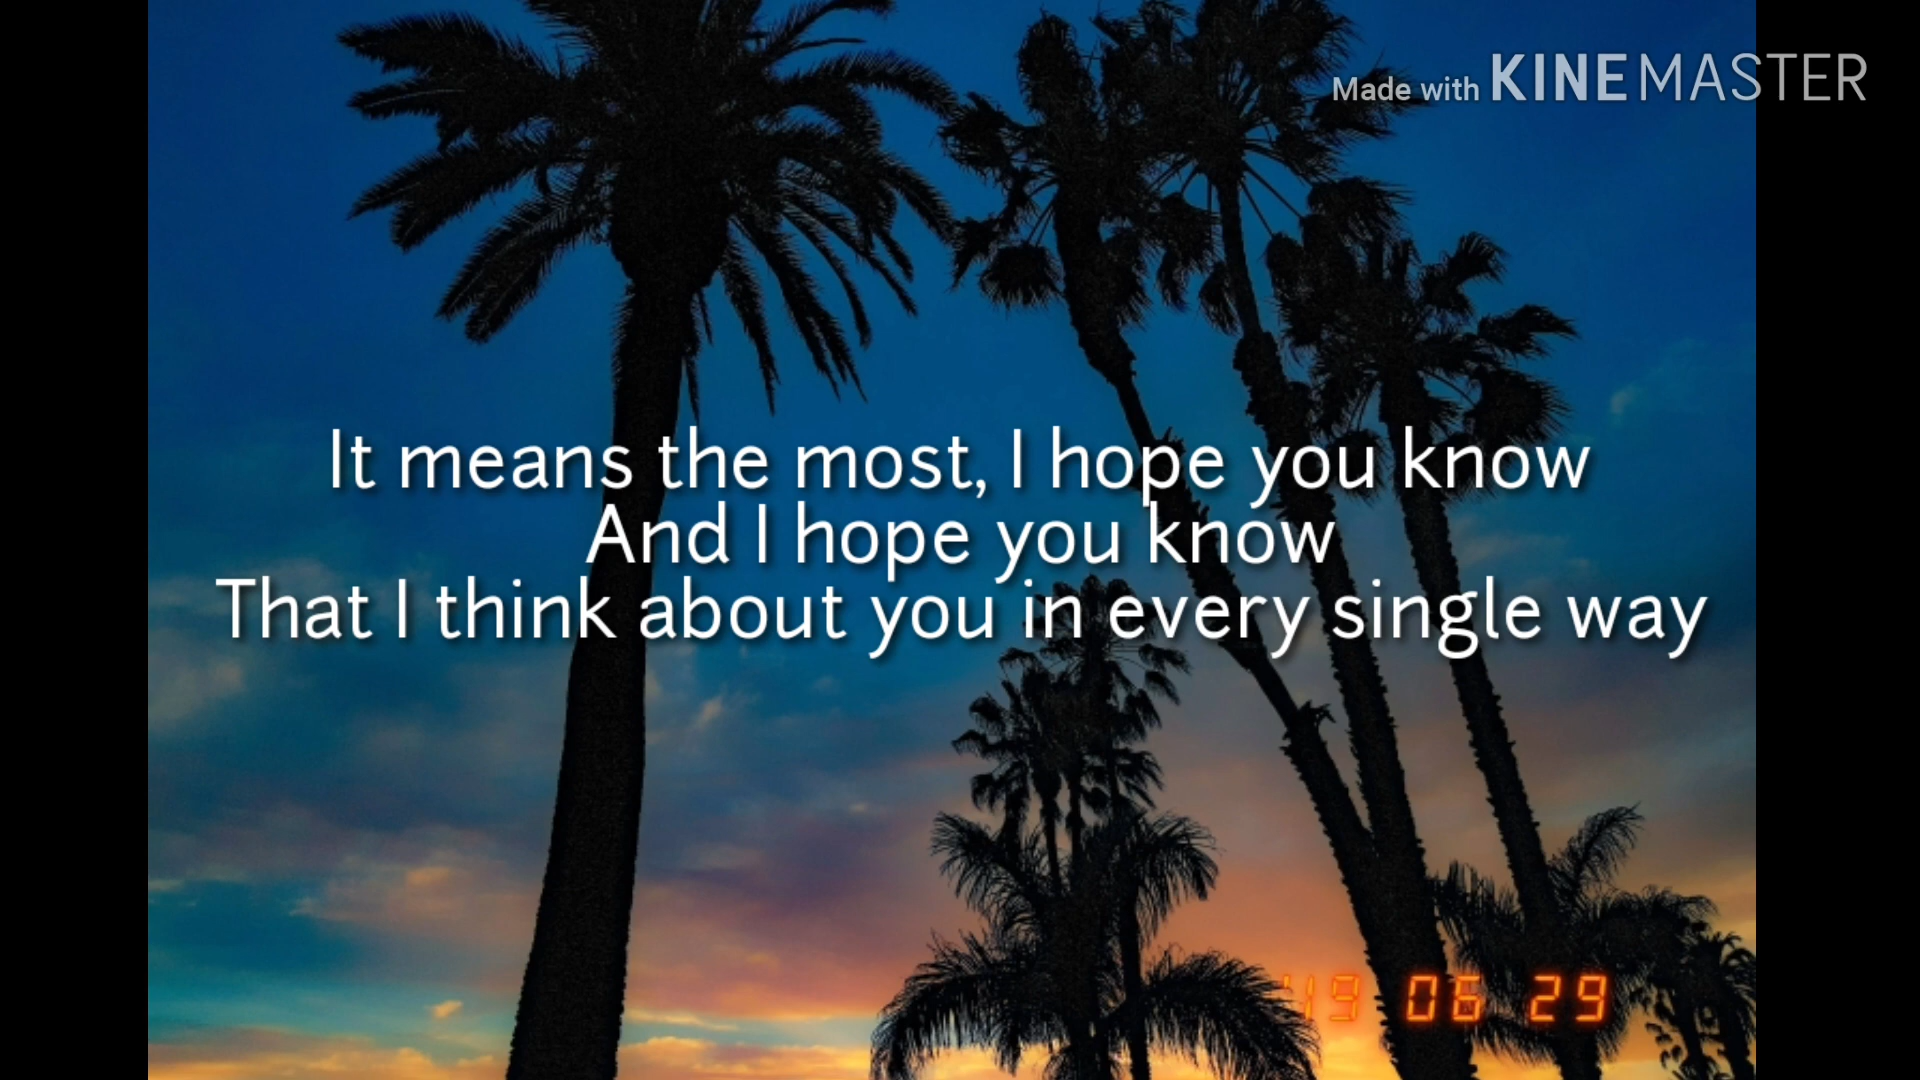 Made with KINEMASTER
It means the most, I hope you know
And I hope you know
That I think about you in every single way
'19 06 29